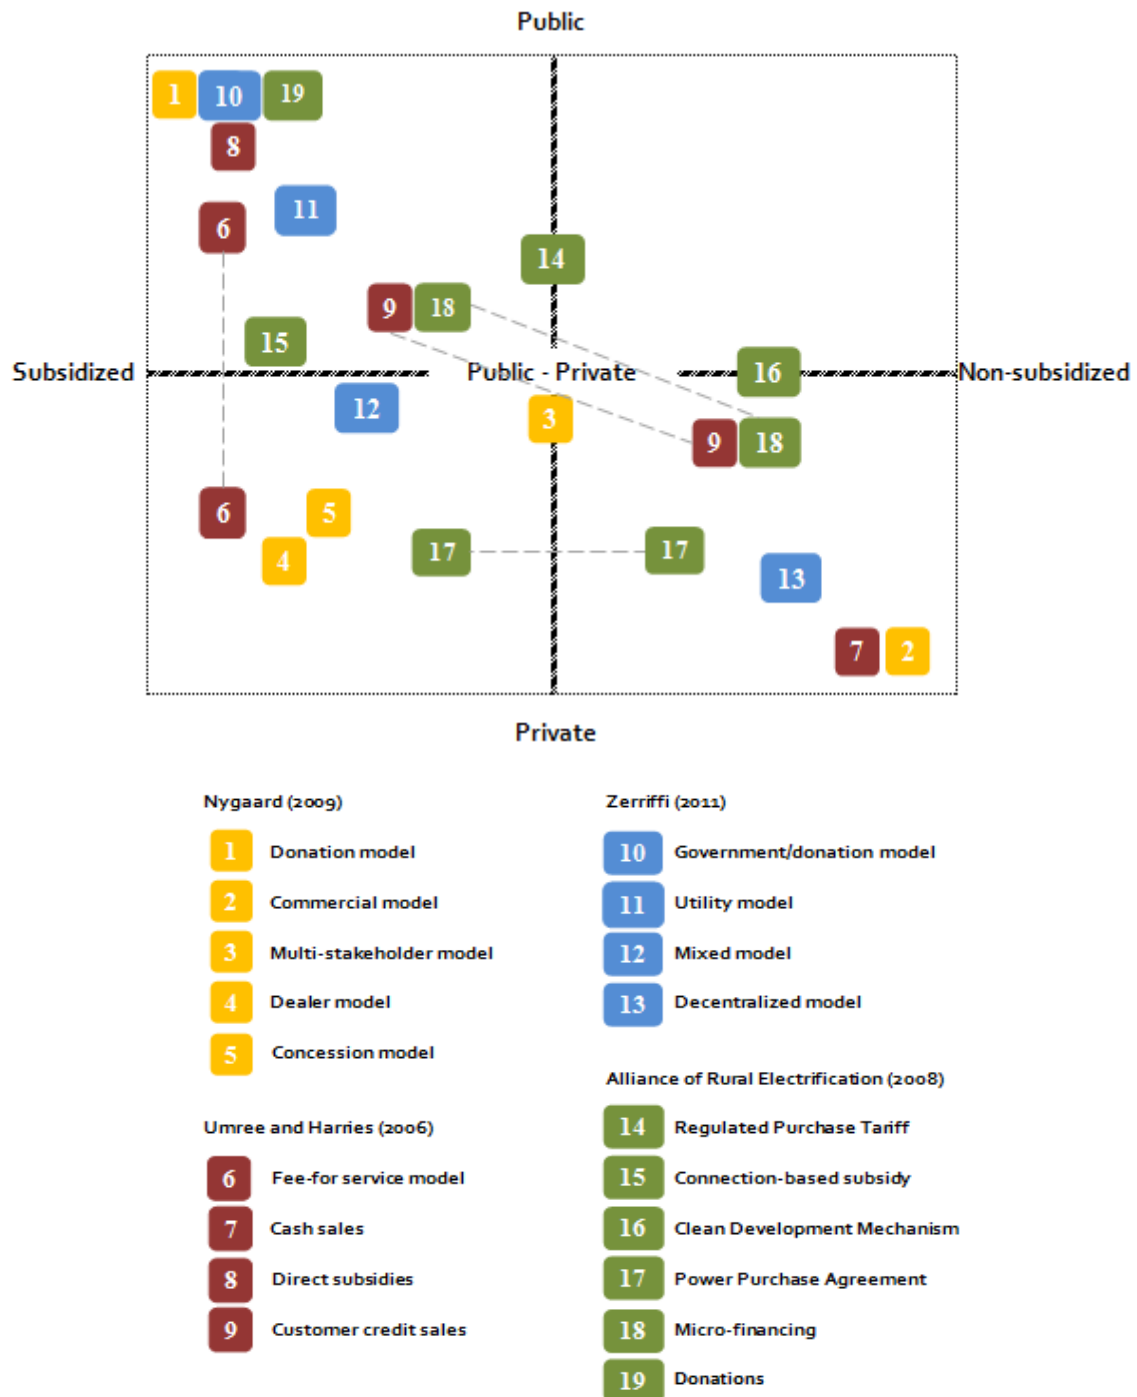 Public
1 10 19
8
6 11
14
9 18
15
Subsidized Public - Private 16 Non-subsidized
12 3
9 18
6 5
4 17 17
13
7 2
Private
Nygaard (2009)
1 Donation model
2 Commercial model
3 Multi-stakeholder model
4 Dealer model
5 Concession model
Umree and Harries (2006)
6 Fee-for service model
7 Cash sales
8 Direct subsidies
9 Customer credit sales
Zerriffi (2011)
10 Government/donation model
11 Utility model
12 Mixed model
13 Decentralized model
Alliance of Rural Electrification (2008)
14 Regulated Purchase Tariff
15 Connection-based subsidy
16 Clean Development Mechanism
17 Power Purchase Agreement
18 Micro-financing
19 Donations